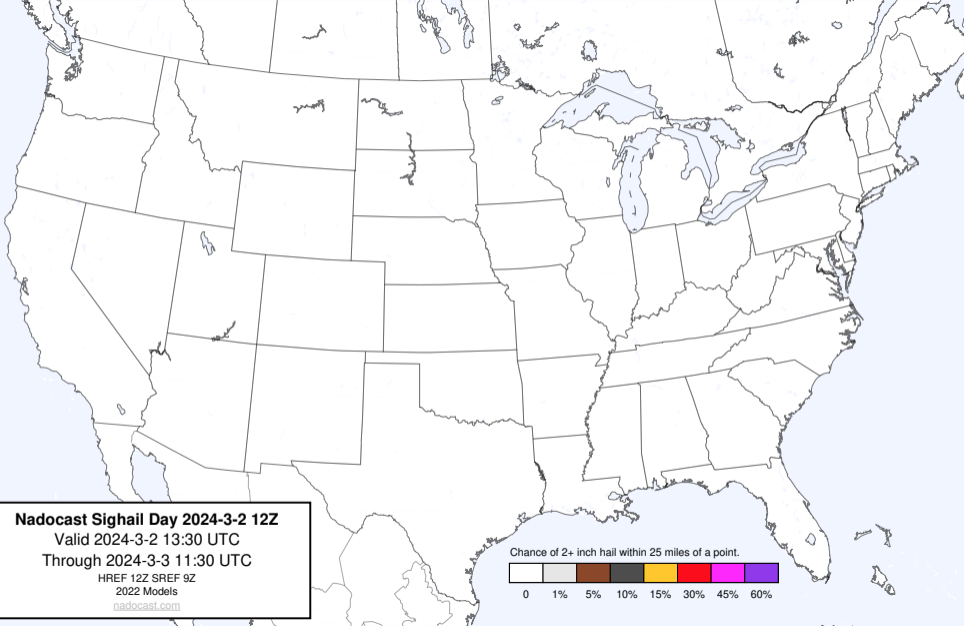 Nadocast Sighail Day 2024-3-2 12Z
Valid 2024-3-2 13:30 UTC
Through 2024-3-3 11:30 UTC
HREF 12Z SREF 9Z
2022 Models
nadocast.com
Chance of 2+ inch hail within 25 miles of a point.
0 1% 5% 10% 15% 30% 45% 60%